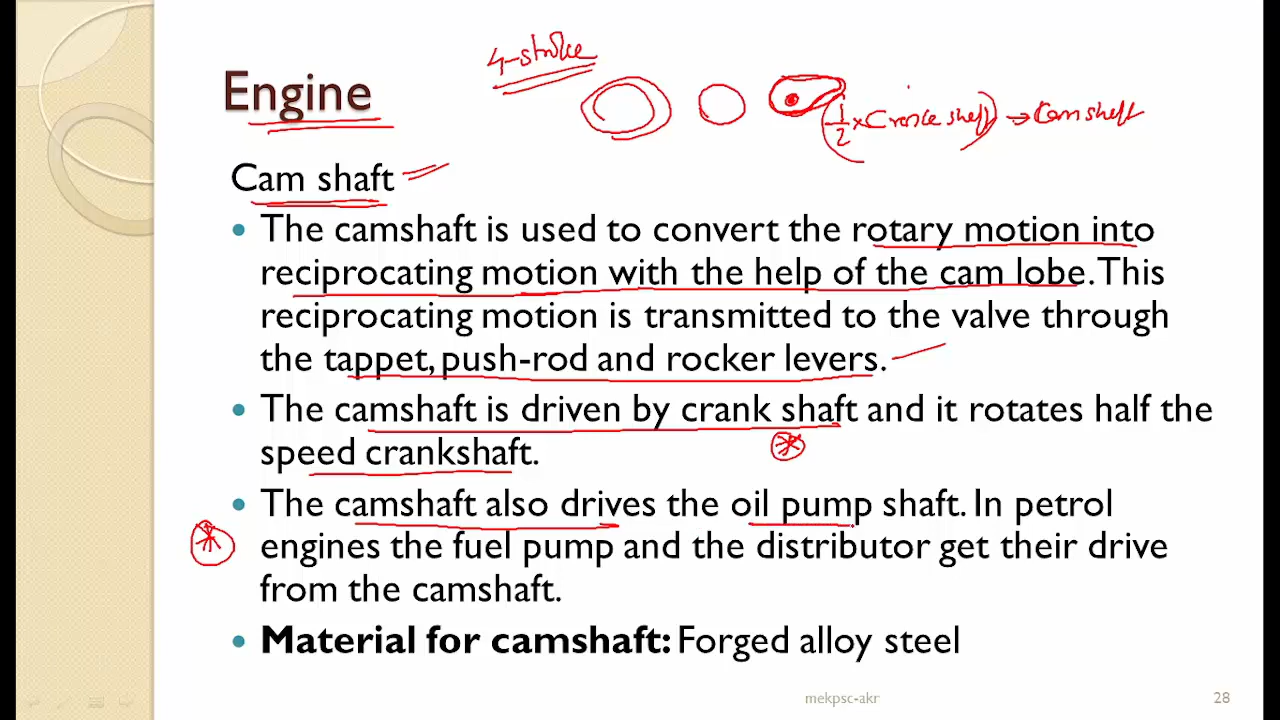 4-stroke
Engine
(1/2 × Crank shaft) → Cam shaft
Cam shaft
• The camshaft is used to convert the rotary motion into
reciprocating motion with the help of the cam lobe. This
reciprocating motion is transmitted to the valve through
the tappet, push-rod and rocker levers.
• The camshaft is driven by crank shaft and it rotates half the
speed crankshaft.
• The camshaft also drives the oil pump shaft. In petrol
engines the fuel pump and the distributor get their drive
from the camshaft.
• Material for camshaft: Forged alloy steel
mekpsc-akr
28